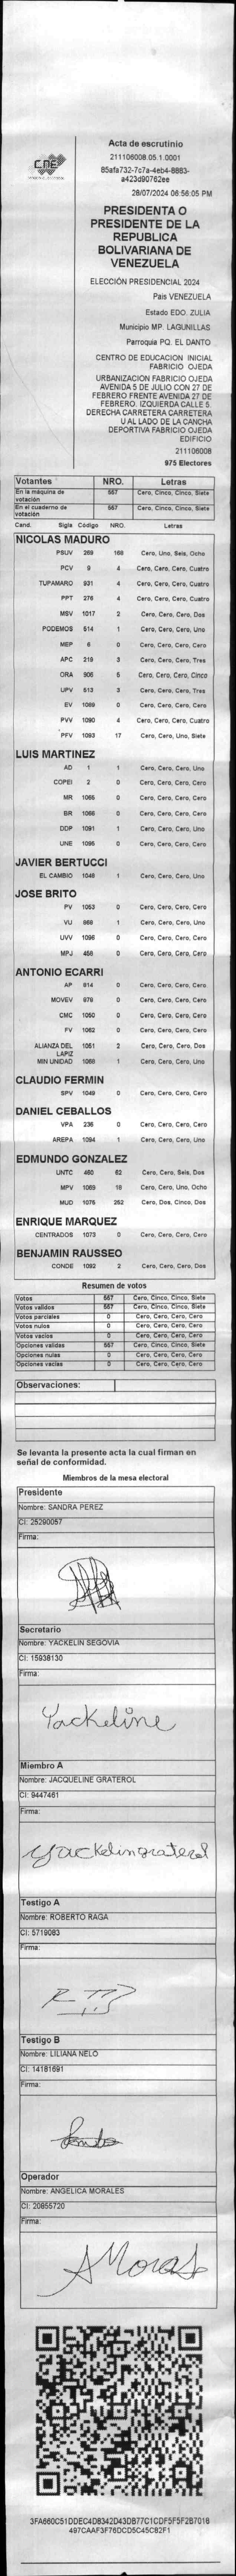 CNE
Acta de escrutinio
211106008.05.1.0001
85afa732-7c7a-4eb4-8883-
a423d90762ee
28/07/2024 06:56:05 PM
PRESIDENTA O
PRESIDENTE DE LA
REPUBLICA
BOLIVARIANA DE
VENEZUELA
ELECCIÓN PRESIDENCIAL 2024
Pais VENEZUELA
Estado EDO. ZULIA
Municipio MP. LAGUNILLAS
Parroquia PQ. EL DANTO
CENTRO DE EDUCACION INICIAL
FABRICIO OJEDA
URBANIZACION FABRICIO OJEDA
AVENIDA 5 DE JULIO CON 27 DE
FEBRERO FRENTE AVENIDA 27 DE
FEBRERO. IZQUIERDA CALLE 5.
DERECHA CARRETERA CARRETERA
U AL LADO DE LA CANCHA
DEPORTIVA FABRICIO OJEDA
EDIFICIO
211106008
975 Electores
Votantes NRO. Letras
En la máquina de
votación 557 Cero, Cinco, Cinco, Siete
En el cuaderno de
votación 557 Cero, Cinco, Cinco, Siete
Cand. Sigla Código NRO. Letras
NICOLAS MADURO
PSUV 269 168 Cero, Uno, Seis, Ocho
PCV 9 4 Cero, Cero, Cero, Cuatro
TUPAMARO 931 4 Cero, Cero, Cero, Cuatro
PPT 276 4 Cero, Cero, Cero, Cuatro
MSV 1017 2 Cero, Cero, Cero, Dos
PODEMOS 514 1 Cero, Cero, Cero, Uno
MEP 6 0 Cero, Cero, Cero, Cero
APC 219 3 Cero, Cero, Cero, Tres
ORA 906 5 Cero, Cero, Cero, Cinco
UPV 513 3 Cero, Cero, Cero, Tres
EV 1089 0 Cero, Cero, Cero, Cero
PVV 1090 4 Cero, Cero, Cero, Cuatro
PFV 1093 17 Cero, Cero, Uno, Siete
LUIS MARTINEZ
AD 1 1 Cero, Cero, Cero, Uno
COPEI 2 0 Cero, Cero, Cero, Cero
MR 1065 0 Cero, Cero, Cero, Cero
BR 1066 0 Cero, Cero, Cero, Cero
DDP 1091 1 Cero, Cero, Cero, Uno
UNE 1095 0 Cero, Cero, Cero, Cero
JAVIER BERTUCCI
EL CAMBIO 1048 1 Cero, Cero, Cero, Uno
JOSE BRITO
PV 1053 0 Cero, Cero, Cero, Cero
VU 868 1 Cero, Cero, Cero, Uno
UVV 1096 0 Cero, Cero, Cero, Cero
MPJ 458 0 Cero, Cero, Cero, Cero
ANTONIO ECARRI
AP 814 0 Cero, Cero, Cero, Cero
MOVEV 879 0 Cero, Cero, Cero, Cero
CMC 1050 0 Cero, Cero, Cero, Cero
FV 1062 0 Cero, Cero, Cero, Cero
ALIANZA DEL
LAPIZ 1051 2 Cero, Cero, Cero, Dos
MIN UNIDAD 1088 1 Cero, Cero, Cero, Uno
CLAUDIO FERMIN
SPV 1049 0 Cero, Cero, Cero, Cero
DANIEL CEBALLOS
VPA 236 0 Cero, Cero, Cero, Cero
AREPA 1094 1 Cero, Cero, Cero, Uno
EDMUNDO GONZALEZ
UNTC 460 62 Cero, Cero, Seis, Dos
MPV 1069 18 Cero, Cero, Uno, Ocho
MUD 1076 252 Cero, Dos, Cinco, Dos
ENRIQUE MARQUEZ
CENTRADOS 1073 0 Cero, Cero, Cero, Cero
BENJAMIN RAUSSEO
CONDE 1092 2 Cero, Cero, Cero, Dos
Resumen de votos
Votos 557 Cero, Cinco, Cinco, Siete
Votos validos 557 Cero, Cinco, Cinco, Siete
Votos parciales 0 Cero, Cero, Cero, Cero
Votos nulos 0 Cero, Cero, Cero, Cero
Votos vacios 0 Cero, Cero, Cero, Cero
Opciones validas 557 Cero, Cinco, Cinco, Siete
Opciones nulas 0 Cero, Cero, Cero, Cero
Opciones vacias 0 Cero, Cero, Cero, Cero
Observaciones:
Se levanta la presente acta la cual firman en
señal de conformidad.
Miembros de la mesa electoral
Presidente
Nombre: SANDRA PEREZ
CI: 25290057
Firma:
Secretario
Nombre: YACKELIN SEGOVIA
CI: 15938130
Firma:
Yackeline
Miembro A
Nombre: JACQUELINE GRATEROL
CI: 9447461
Firma:
Yackelin graterol
Testigo A
Nombre: ROBERTO RAGA
CI: 5719083
Firma:
Testigo B
Nombre: LILIANA NELO
CI: 14181691
Firma:
Operador
Nombre: ANGELICA MORALES
CI: 20855720
Firma:
3FA660C51DDEC4D8342D43DB77C1CDF5F5F2B7018
497CAAF3F76DCD5C45C82F1